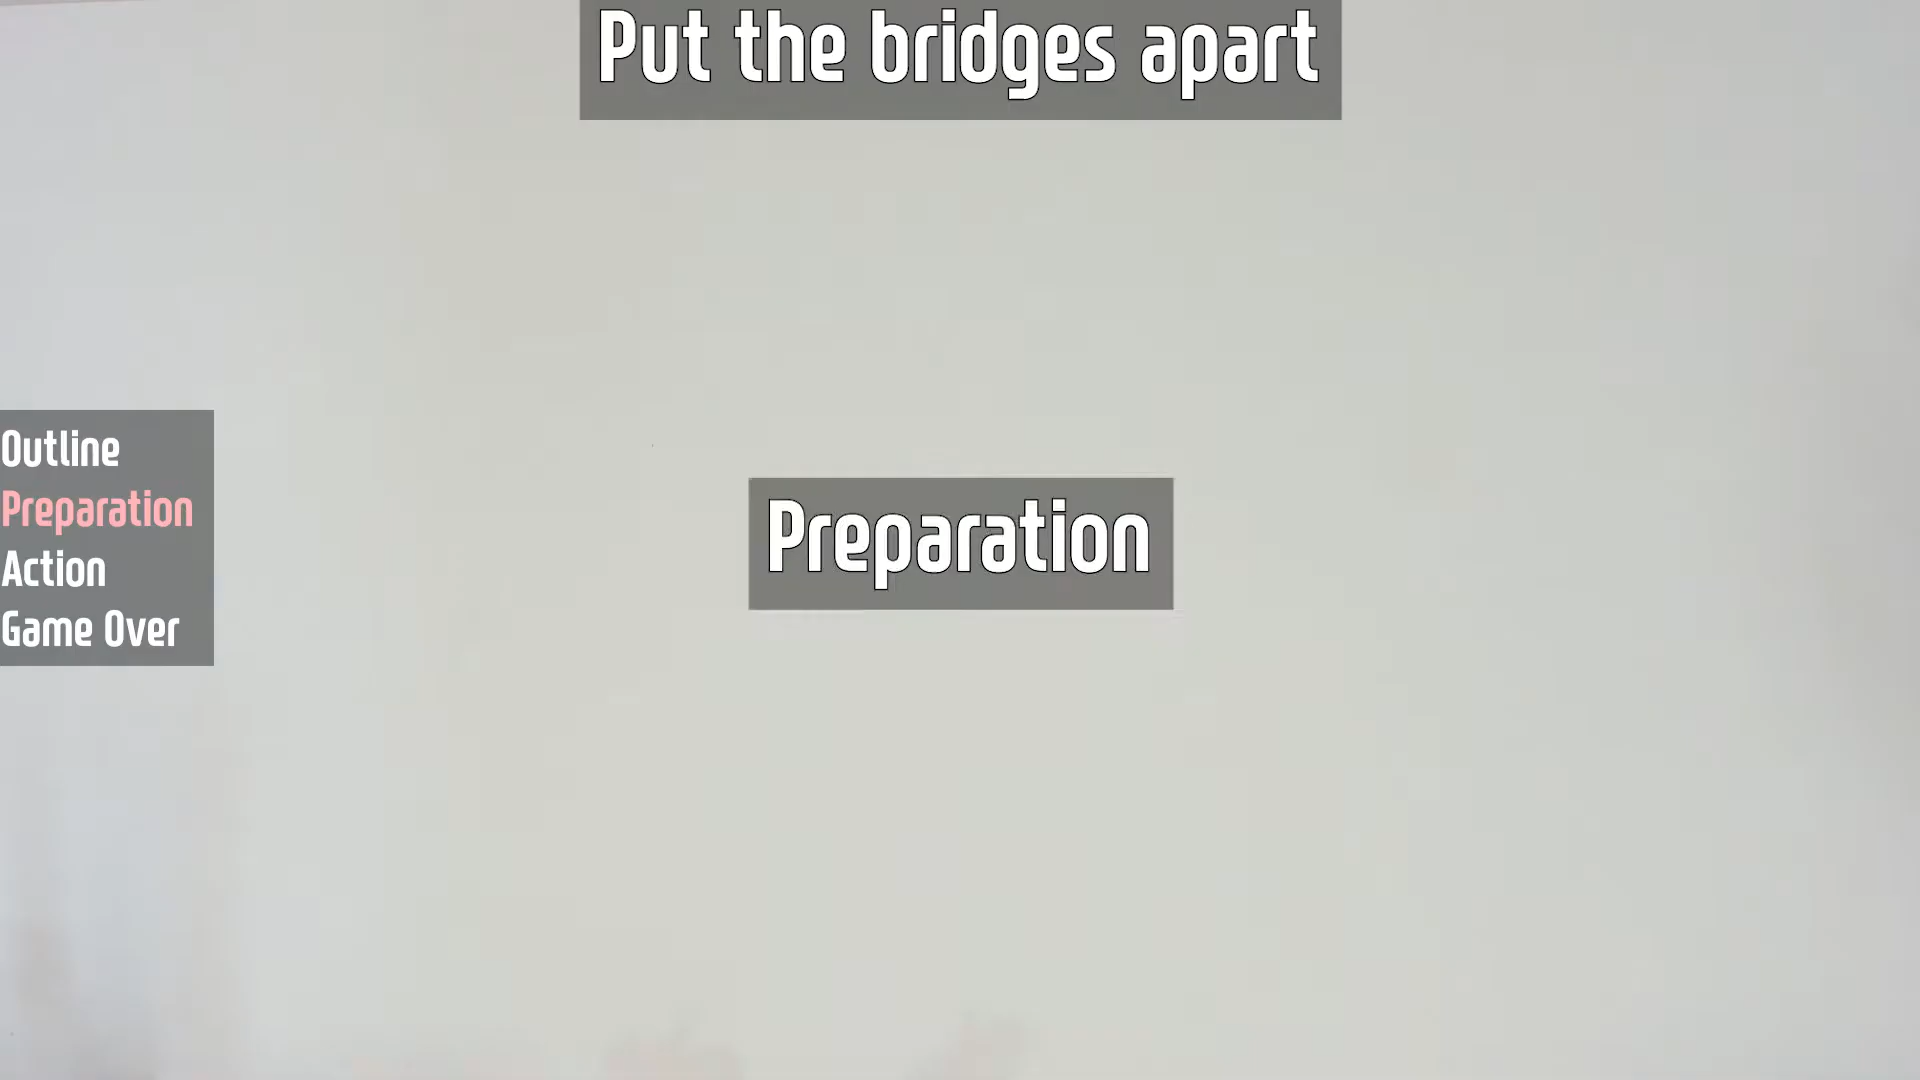 Put the bridges apart
Outline
Preparation
Action
Game Over
Preparation